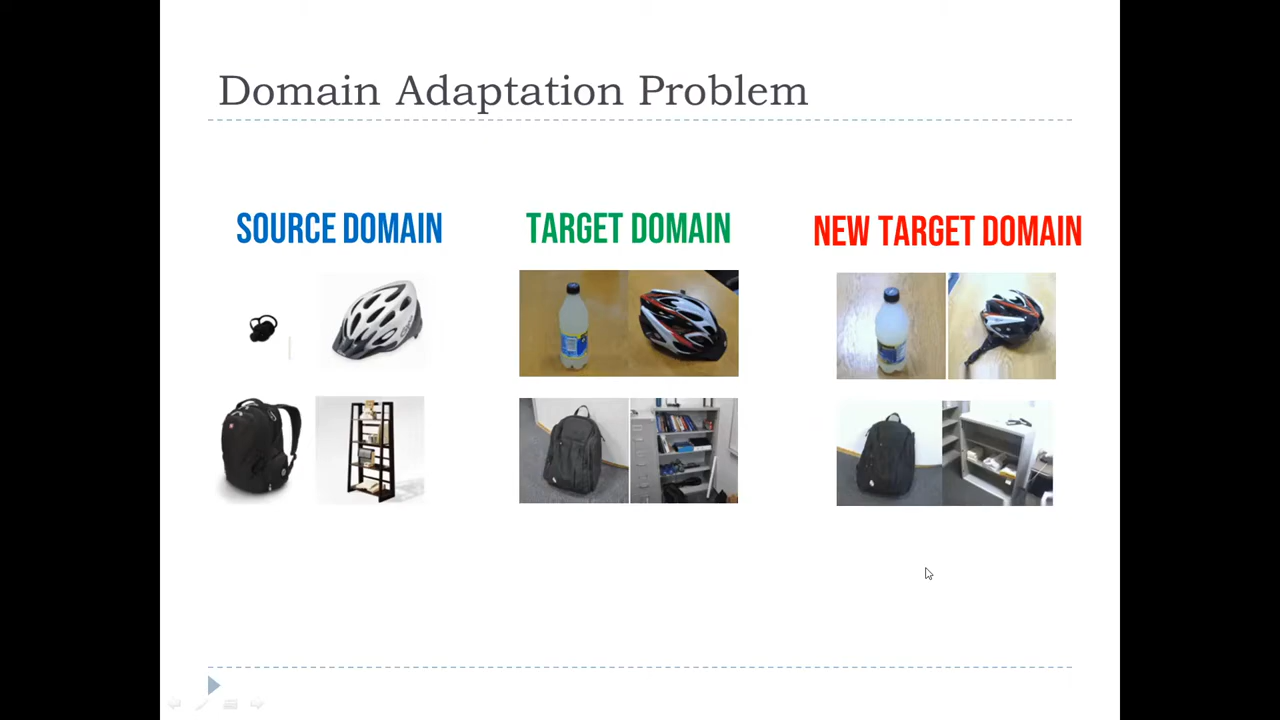 Domain Adaptation Problem
SOURCE DOMAIN
TARGET DOMAIN
NEW TARGET DOMAIN